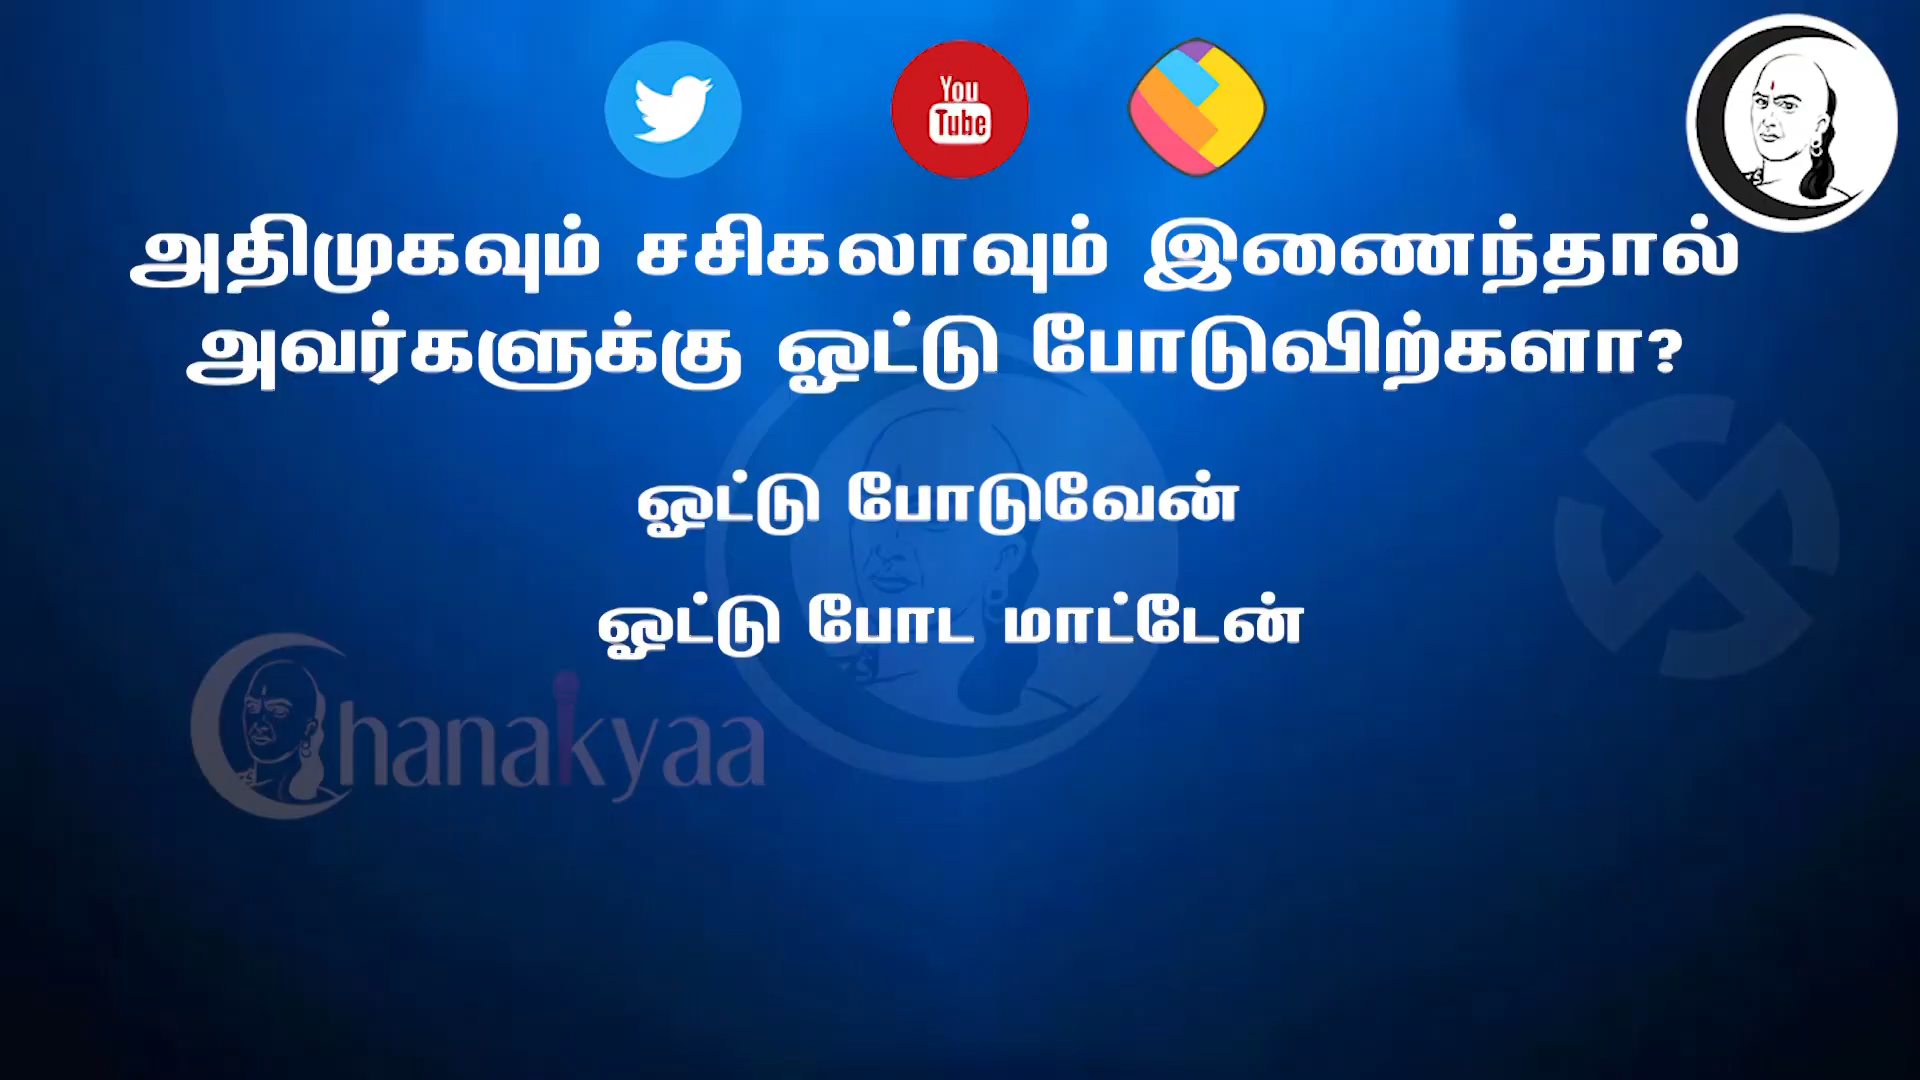 You
Tube
அதிமுகவும் சசிகலாவும் இணைந்தால்
அவர்களுக்கு ஓட்டு போடுவிற்களா?
ஓட்டு போடுவேன்
ஓட்டு போட மாட்டேன்
Chanakyaa